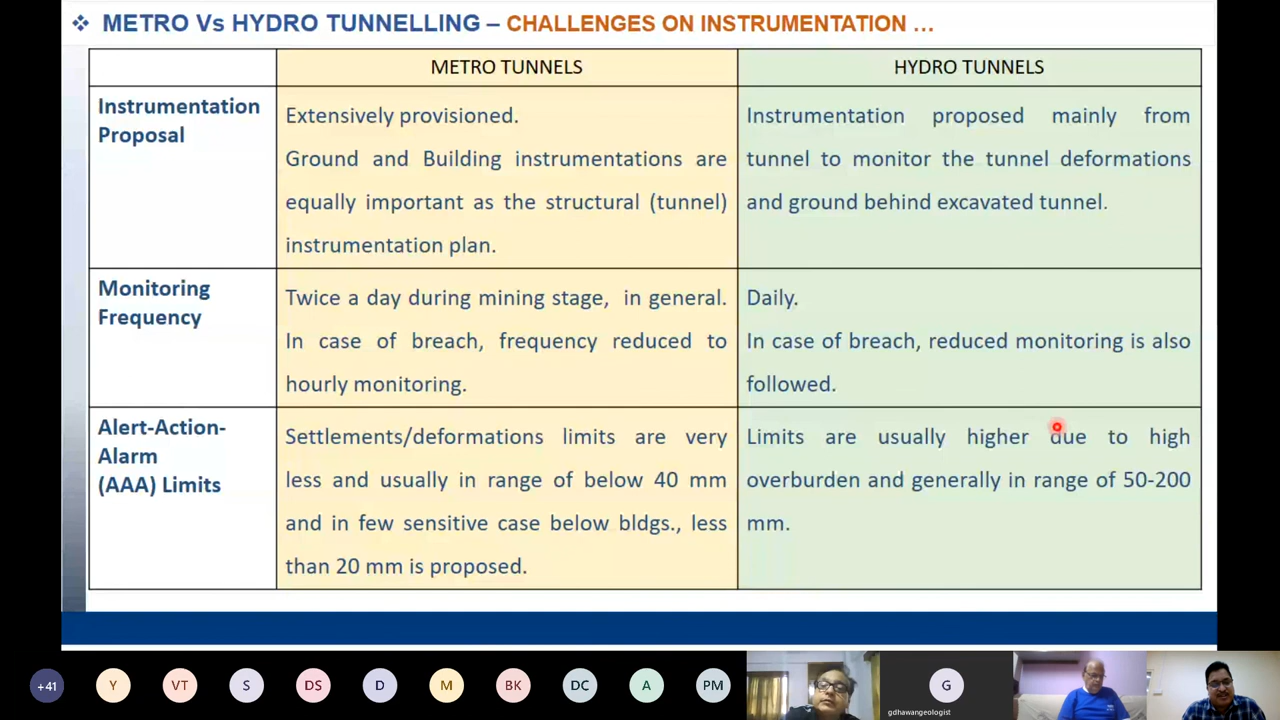 ❖ METRO Vs HYDRO TUNNELLING – CHALLENGES ON INSTRUMENTATION …
METRO TUNNELS
HYDRO TUNNELS
Instrumentation
Proposal
Extensively provisioned.
Ground and Building instrumentations are
equally important as the structural (tunnel)
instrumentation plan.
Instrumentation proposed mainly from
tunnel to monitor the tunnel deformations
and ground behind excavated tunnel.
Monitoring
Frequency
Twice a day during mining stage, in general.
In case of breach, frequency reduced to
hourly monitoring.
Daily.
In case of breach, reduced monitoring is also
followed.
Alert-Action-
Alarm
(AAA) Limits
Settlements/deformations limits are very
less and usually in range of below 40 mm
and in few sensitive case below bldgs., less
than 20 mm is proposed.
Limits are usually higher due to high
overburden and generally in range of 50-200
mm.
+41
Y
VT
S
DS
D
M
BK
DC
A
PM
G
gdhawangeologist